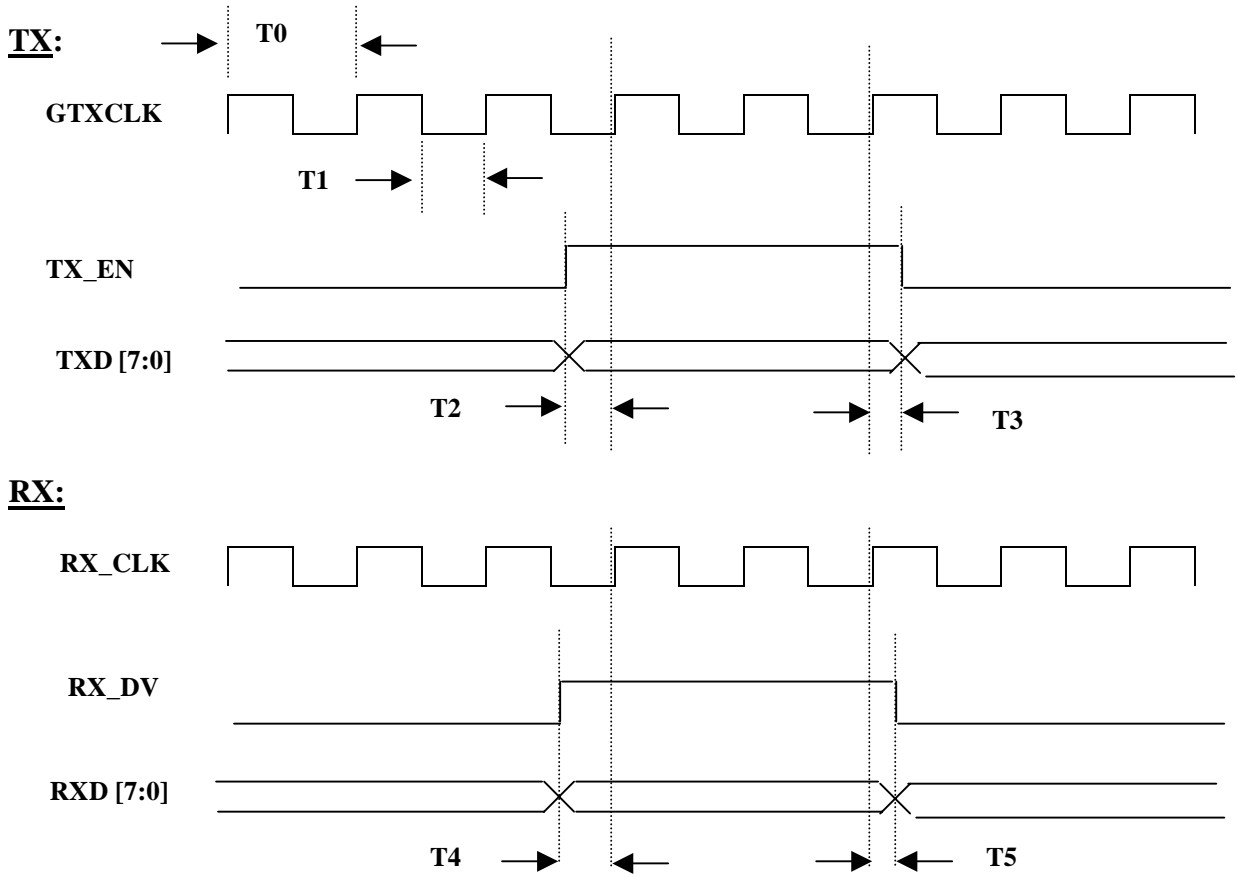 TX:
T0
GTXCLK
T1
TX_EN
TXD [7:0]
T2
T3
RX:
RX_CLK
RX_DV
RXD [7:0]
T4
T5